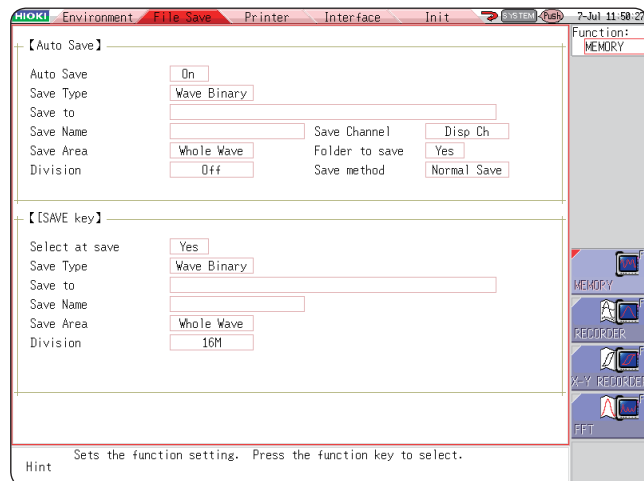 HIOKI Environment File Save Printer Interface Init SYSTEM Push 7-Jul 11:50:27
Function:
MEMORY
【Auto Save】
Auto Save On
Save Type Wave Binary
Save to
Save Name Save Channel Disp Ch
Save Area Whole Wave Folder to save Yes
Division Off Save method Normal Save
【[SAVE key】
Select at save Yes
Save Type Wave Binary
Save to
Save Name
Save Area Whole Wave
Division 16M
MEMORY
RECORDER
X-Y RECORDER
FFT
Sets the function setting. Press the function key to select.
Hint